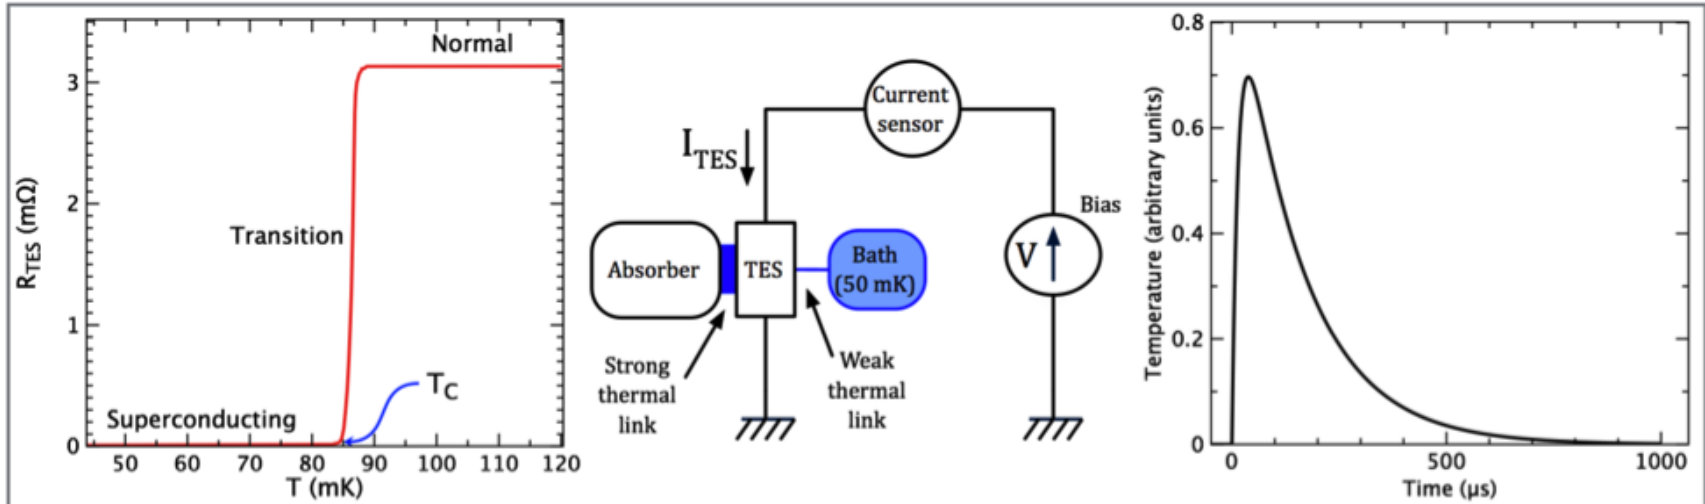 Normal
Transition
Superconducting
T_C
R_TES (mΩ)
3
2
1
0
50 60 70 80 90 100 110 120
T (mK)
Current
sensor
I_TES
Bias
V
Absorber
TES
Bath
(50 mK)
Strong
thermal
link
Weak
thermal
link
Temperature (arbitrary units)
0.8
0.6
0.4
0.2
0
0 500 1000
Time (µs)